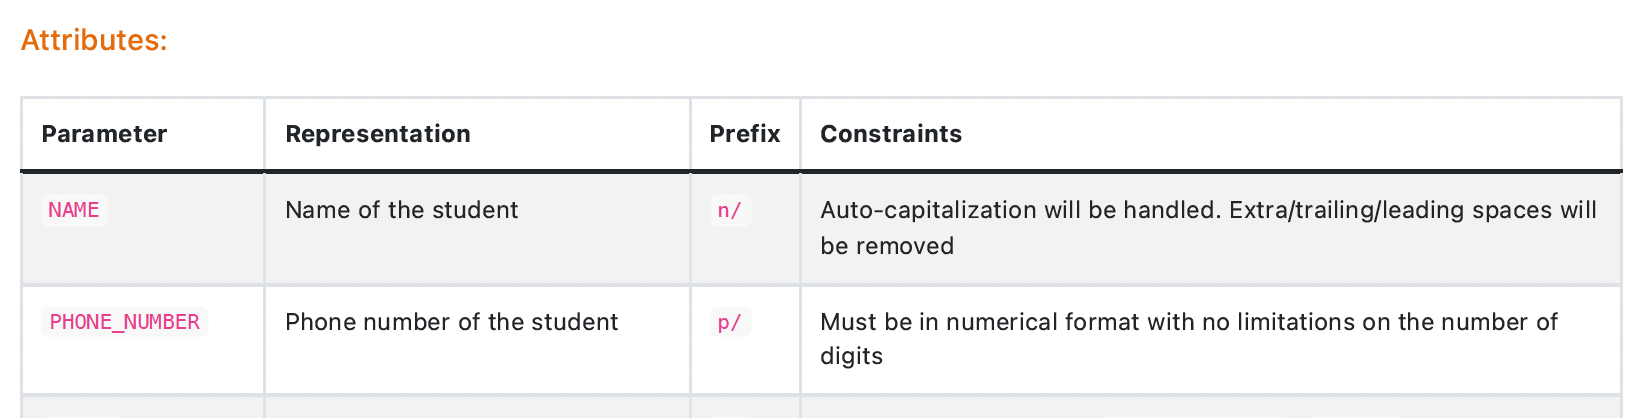 Attributes:
Parameter Representation Prefix Constraints
NAME Name of the student n/ Auto-capitalization will be handled. Extra/trailing/leading spaces will
be removed
PHONE_NUMBER Phone number of the student p/ Must be in numerical format with no limitations on the number of
digits